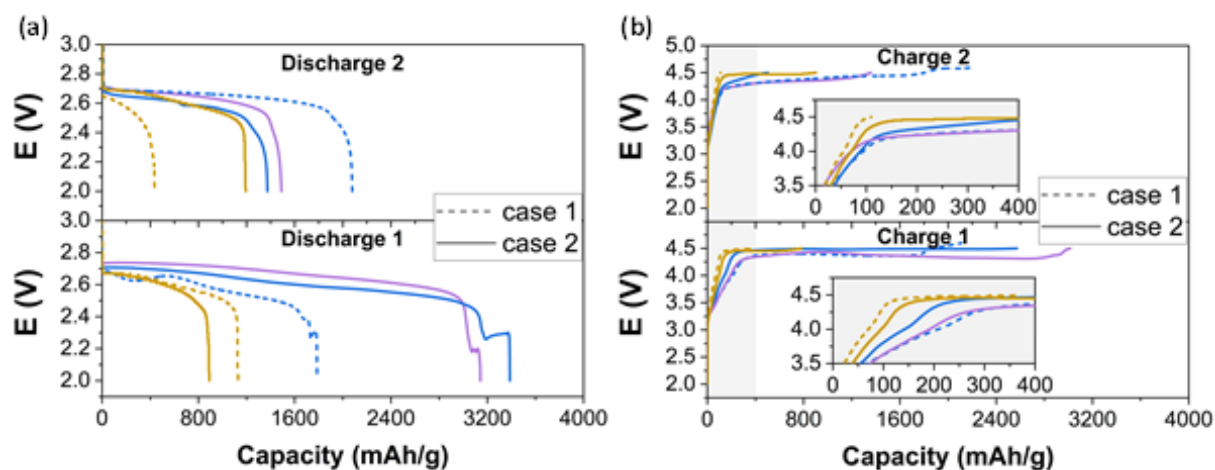 (a)
3.0
2.8
2.6
2.4
2.2
2.0
E (V)
Discharge 2
case 1
case 2
3.0
2.8
2.6
2.4
2.2
2.0
E (V)
Discharge 1
0 800 1600 2400 3200 4000
Capacity (mAh/g)
(b)
5.0
4.5
4.0
3.5
3.0
2.5
2.0
E (V)
Charge 2
4.5
4.0
3.5
0 100 200 300 400
case 1
case 2
4.5
4.0
3.5
3.0
2.5
2.0
E (V)
Charge 1
4.5
4.0
3.5
0 100 200 300 400
0 800 1600 2400 3200 4000
Capacity (mAh/g)